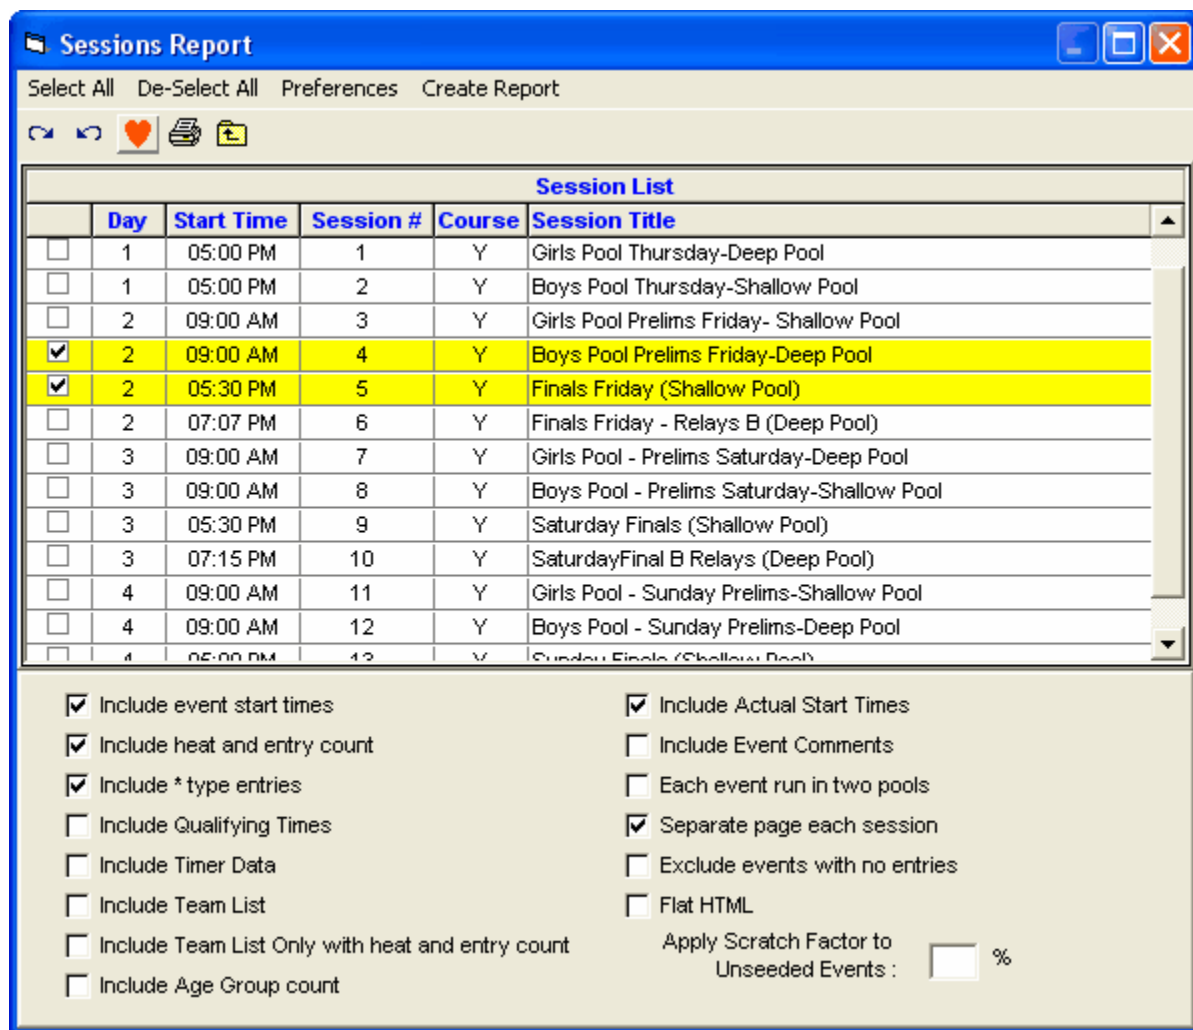 Sessions Report
Select All De-Select All Preferences Create Report
Session List
Day Start Time Session # Course Session Title
1 05:00 PM 1 Y Girls Pool Thursday-Deep Pool
1 05:00 PM 2 Y Boys Pool Thursday-Shallow Pool
2 09:00 AM 3 Y Girls Pool Prelims Friday- Shallow Pool
2 09:00 AM 4 Y Boys Pool Prelims Friday-Deep Pool
2 05:30 PM 5 Y Finals Friday (Shallow Pool)
2 07:07 PM 6 Y Finals Friday - Relays B (Deep Pool)
3 09:00 AM 7 Y Girls Pool - Prelims Saturday-Deep Pool
3 09:00 AM 8 Y Boys Pool - Prelims Saturday-Shallow Pool
3 05:30 PM 9 Y Saturday Finals (Shallow Pool)
3 07:15 PM 10 Y SaturdayFinal B Relays (Deep Pool)
4 09:00 AM 11 Y Girls Pool - Sunday Prelims-Shallow Pool
4 09:00 AM 12 Y Boys Pool - Sunday Prelims-Deep Pool
4 PM Y Sunday Finals (Shallow Pool)
Include event start times Include Actual Start Times
Include heat and entry count Include Event Comments
Include * type entries Each event run in two pools
Include Qualifying Times Separate page each session
Include Timer Data Exclude events with no entries
Include Team List Flat HTML
Include Team List Only with heat and entry count Apply Scratch Factor to
Unseeded Events : %
Include Age Group count